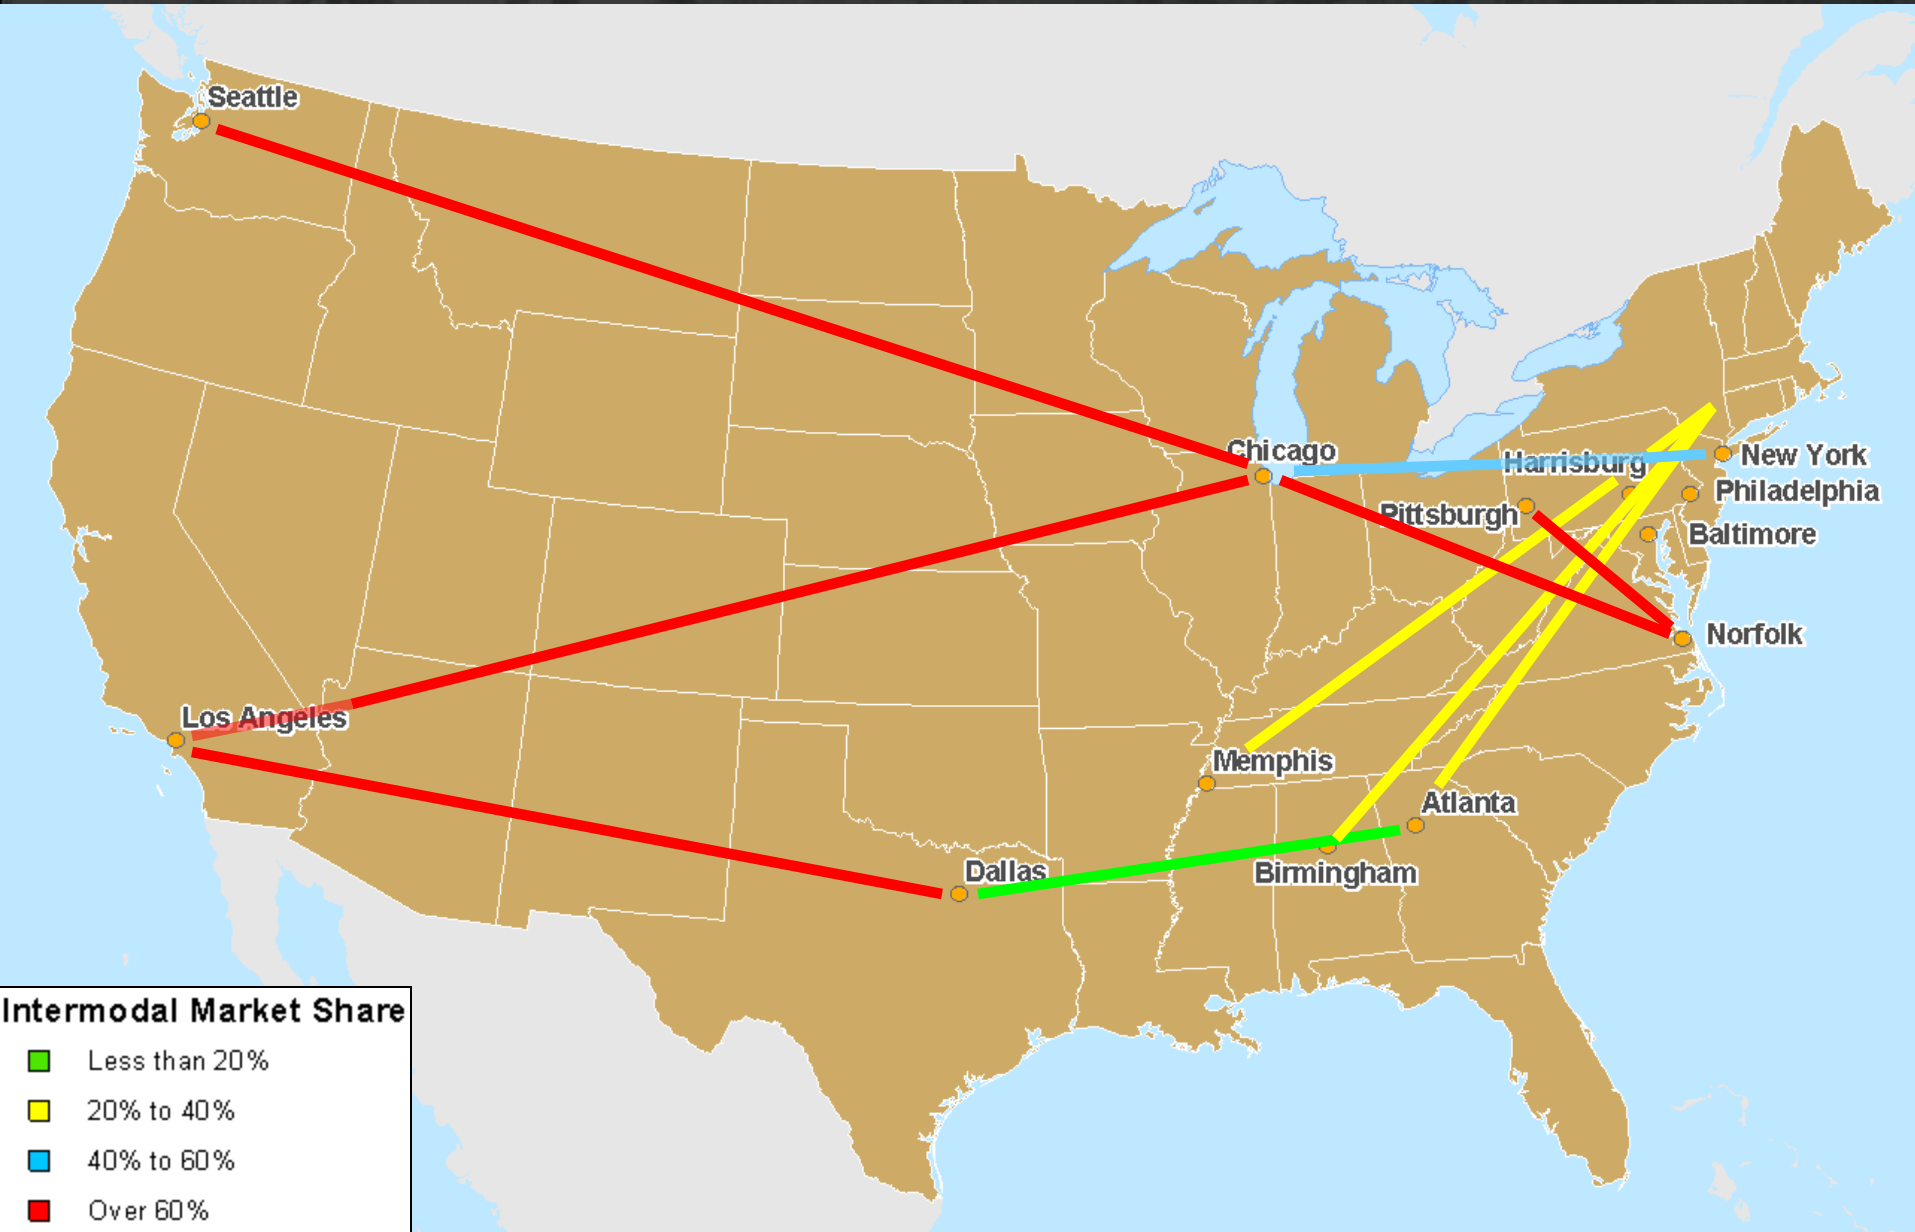 Seattle
Chicago
Harrisburg
New York
Philadelphia
Pittsburgh
Baltimore
Norfolk
Los Angeles
Memphis
Atlanta
Dallas
Birmingham
Intermodal Market Share
Less than 20%
20% to 40%
40% to 60%
Over 60%